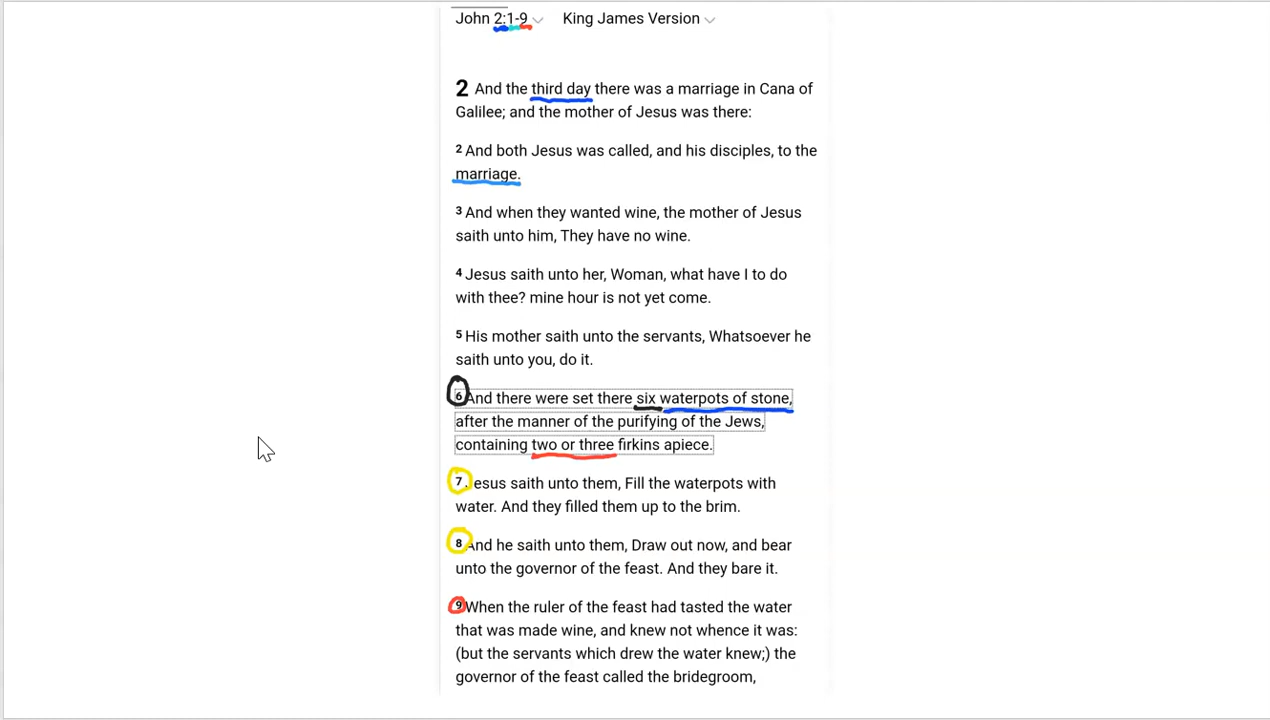 John 2:1-9 King James Version
2 And the third day there was a marriage in Cana of
Galilee; and the mother of Jesus was there:
2 And both Jesus was called, and his disciples, to the
marriage.
3 And when they wanted wine, the mother of Jesus
saith unto him, They have no wine.
4 Jesus saith unto her, Woman, what have I to do
with thee? mine hour is not yet come.
5 His mother saith unto the servants, Whatsoever he
saith unto you, do it.
6 And there were set there six waterpots of stone,
after the manner of the purifying of the Jews,
containing two or three firkins apiece.
7 Jesus saith unto them, Fill the waterpots with
water. And they filled them up to the brim.
8 And he saith unto them, Draw out now, and bear
unto the governor of the feast. And they bare it.
9 When the ruler of the feast had tasted the water
that was made wine, and knew not whence it was:
(but the servants which drew the water knew;) the
governor of the feast called the bridegroom,